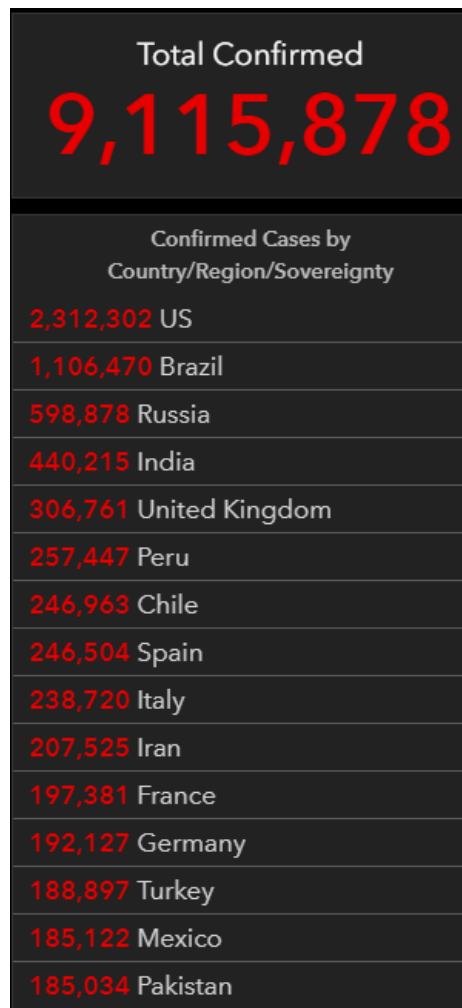 Total Confirmed
9,115,878
Confirmed Cases by
Country/Region/Sovereignty
2,312,302 US
1,106,470 Brazil
598,878 Russia
440,215 India
306,761 United Kingdom
257,447 Peru
246,963 Chile
246,504 Spain
238,720 Italy
207,525 Iran
197,381 France
192,127 Germany
188,897 Turkey
185,122 Mexico
185,034 Pakistan